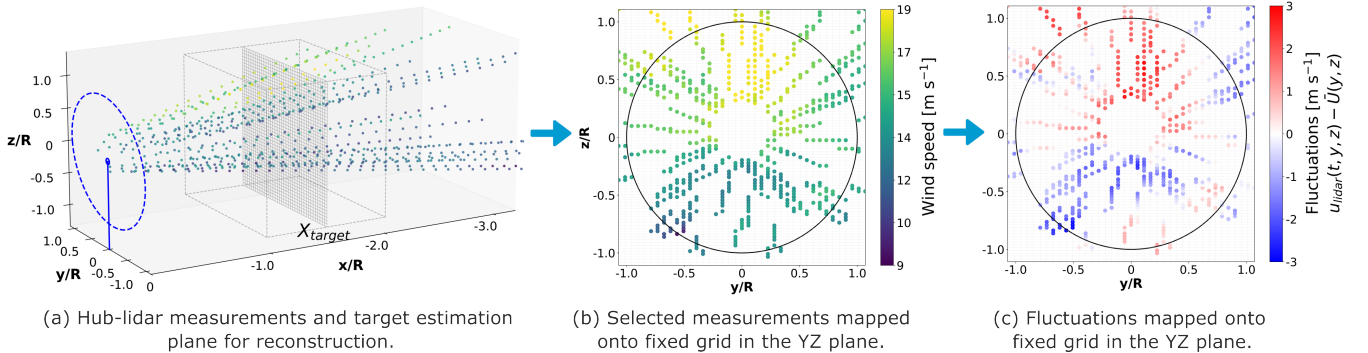 1.0
0.5
z/R
0
-0.5
-1.0
1.0
0.5
0
-0.5
-1.0
y/R
0
-1.0
x/R
-2.0
-3.0
X_target
(a) Hub-lidar measurements and target estimation
plane for reconstruction.
1.0
0.5
z/R
0
-0.5
-1.0
-1.0 -0.5 0 0.5 1.0
y/R
19
17
15
14
12
10
9
Wind speed [m s⁻¹]
(b) Selected measurements mapped
onto fixed grid in the YZ plane.
1.0
0.5
0
-0.5
-1.0
-1.0 -0.5 0 0.5 1.0
y/R
3
2
1
0
-1
-2
-3
Fluctuations [m s⁻¹]
u_lidar(t, y, z) − Ū(y, z)
(c) Fluctuations mapped onto
fixed grid in the YZ plane.